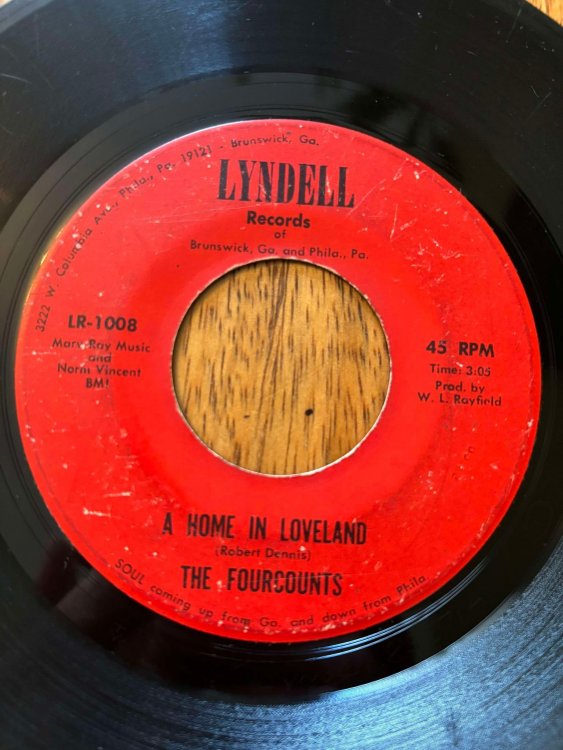 3222 W. Columbia Ave., Phila., Pa. 19121 - Brunswick, Ga.
LYNDELL
Records
of
Brunswick, Ga. and Phila., Pa.
LR-1008
Mary Ray Music
and
Norm Vincent
BMI
45 RPM
Time: 3:05
Prod. by
W. L. Rayfield
A HOME IN LOVELAND
(Robert Dennis)
THE FOURCOUNTS
SOUL coming up from Ga. and down from Phila.